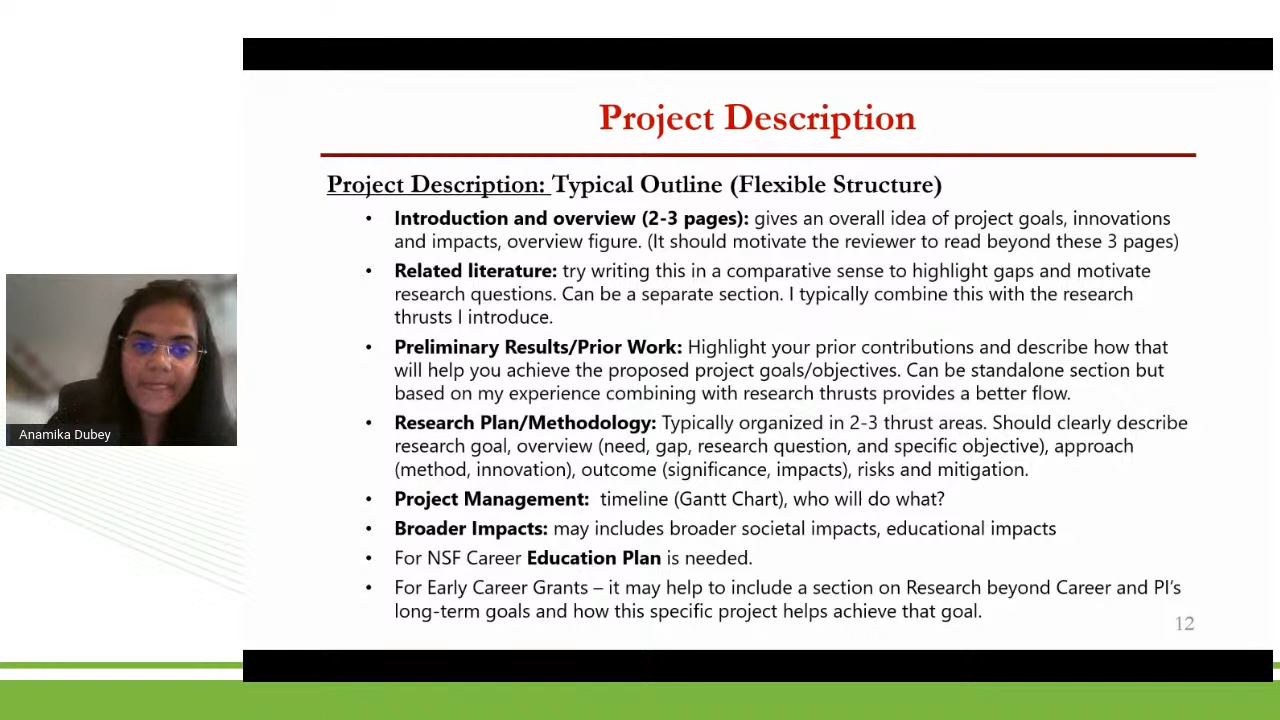 Project Description
Project Description: Typical Outline (Flexible Structure)
• Introduction and overview (2-3 pages): gives an overall idea of project goals, innovations
and impacts, overview figure. (It should motivate the reviewer to read beyond these 3 pages)
• Related literature: try writing this in a comparative sense to highlight gaps and motivate
research questions. Can be a separate section. I typically combine this with the research
thrusts I introduce.
• Preliminary Results/Prior Work: Highlight your prior contributions and describe how that
will help you achieve the proposed project goals/objectives. Can be standalone section but
based on my experience combining with research thrusts provides a better flow.
• Research Plan/Methodology: Typically organized in 2-3 thrust areas. Should clearly describe
research goal, overview (need, gap, research question, and specific objective), approach
(method, innovation), outcome (significance, impacts), risks and mitigation.
• Project Management: timeline (Gantt Chart), who will do what?
• Broader Impacts: may includes broader societal impacts, educational impacts
• For NSF Career Education Plan is needed.
• For Early Career Grants – it may help to include a section on Research beyond Career and PI's
long-term goals and how this specific project helps achieve that goal.
12
Anamika Dubey